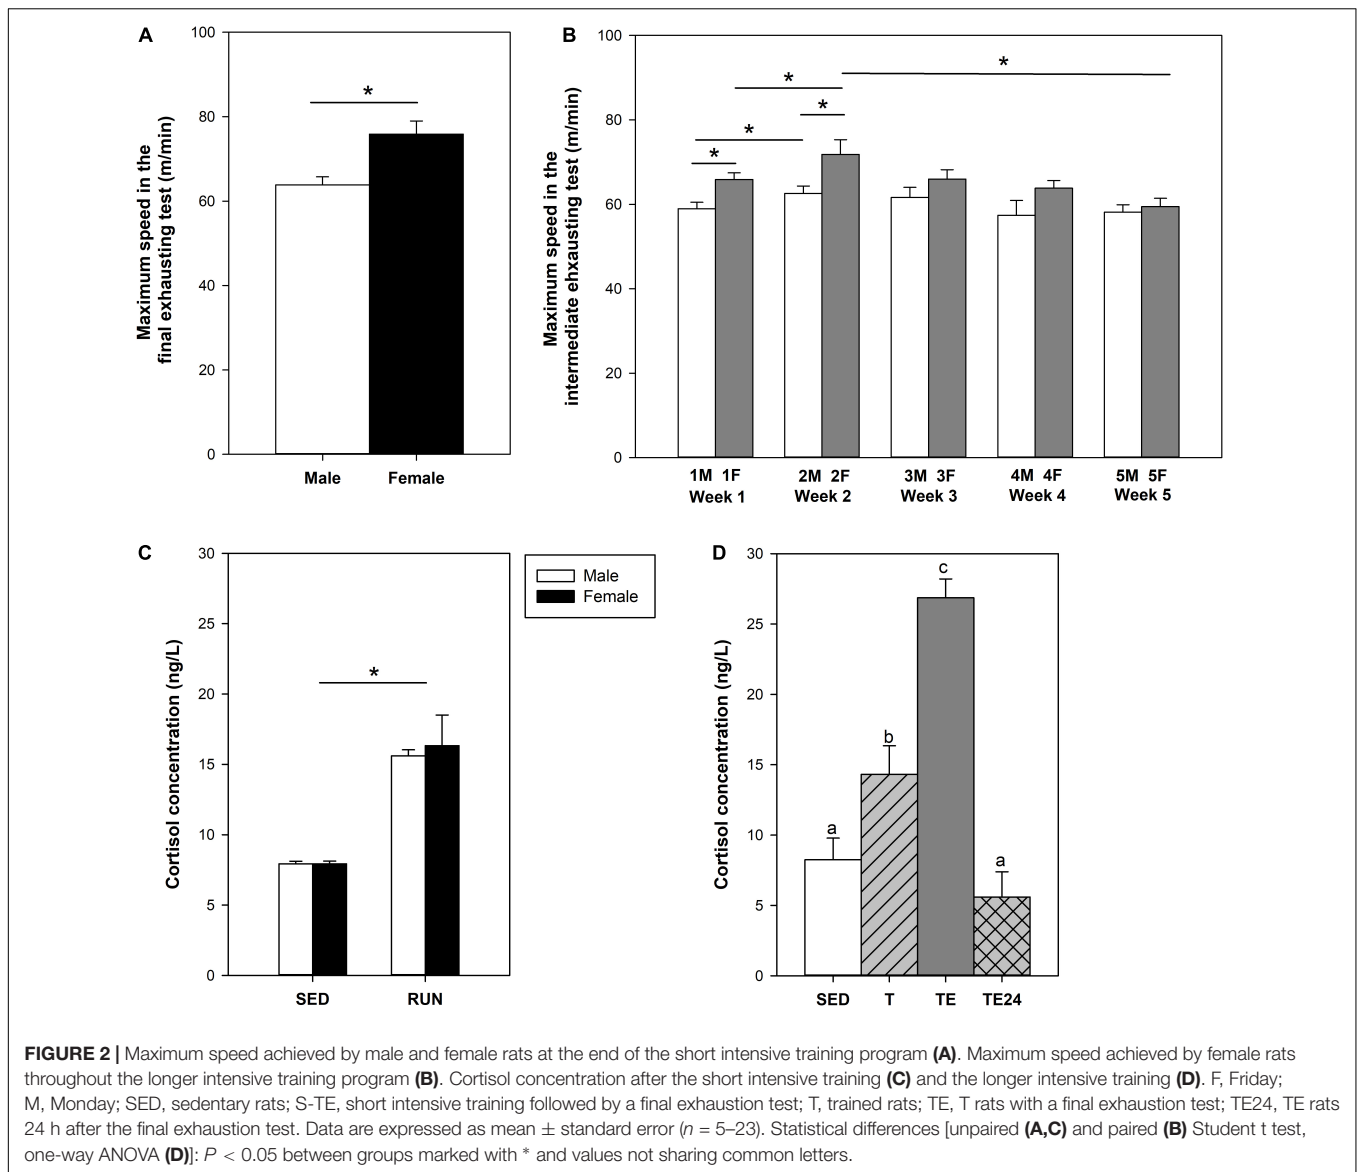 A
100
80
60
40
20
0
Maximum speed in the
final exhausting test (m/min)
*
Male
Female
B
100
80
60
40
20
0
Maximum speed in the
intermediate ehxausting test (m/min)
*
*
*
*
*
1M 1F 2M 2F 3M 3F 4M 4F 5M 5F
Week 1 Week 2 Week 3 Week 4 Week 5
C
30
25
20
15
10
5
0
Cortisol concentration (ng/L)
*
SED
RUN
Male
Female
D
30
25
20
15
10
5
0
Cortisol concentration (ng/L)
a
b
c
a
SED
T
TE
TE24
FIGURE 2 | Maximum speed achieved by male and female rats at the end of the short intensive training program (A). Maximum speed achieved by female rats
throughout the longer intensive training program (B). Cortisol concentration after the short intensive training (C) and the longer intensive training (D). F, Friday;
M, Monday; SED, sedentary rats; S-TE, short intensive training followed by a final exhaustion test; T, trained rats; TE, T rats with a final exhaustion test; TE24, TE rats
24 h after the final exhaustion test. Data are expressed as mean ± standard error (n = 5–23). Statistical differences [unpaired (A,C) and paired (B) Student t test,
one-way ANOVA (D)]: P < 0.05 between groups marked with * and values not sharing common letters.